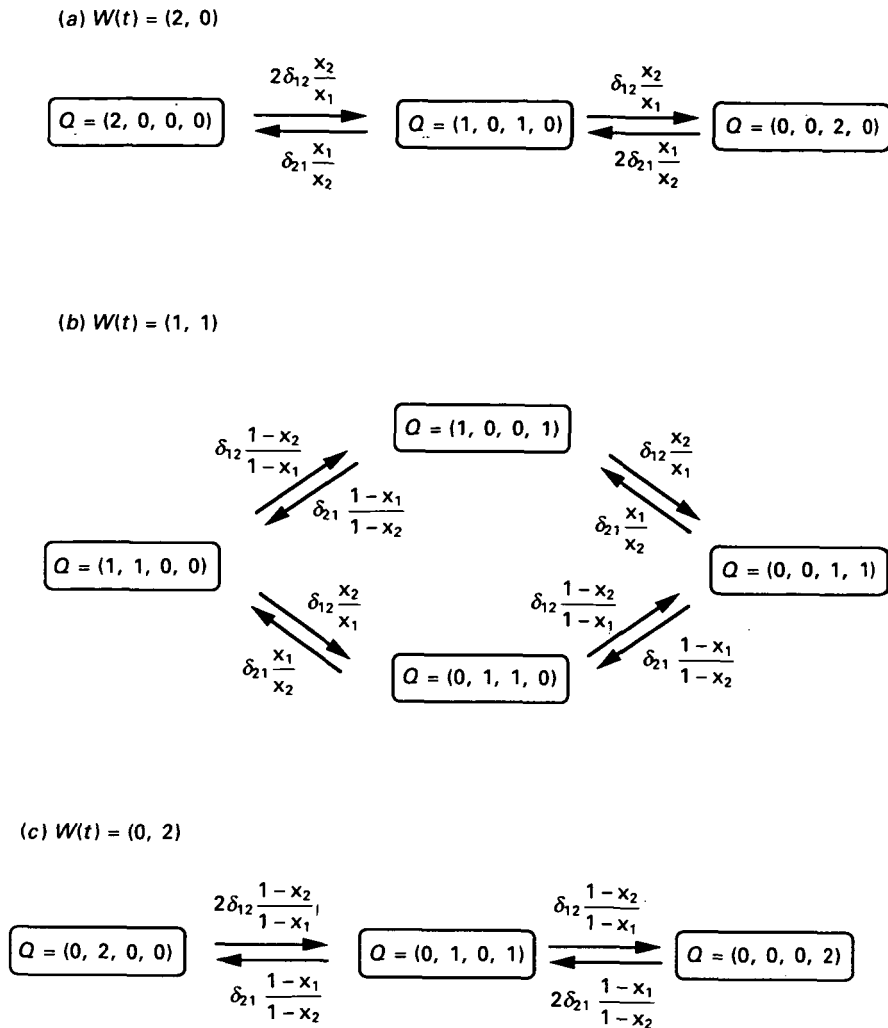 (a) W(t) = (2, 0)
2δ₁₂ x₂/x₁
δ₁₂ x₂/x₁
Q = (2, 0, 0, 0)
Q = (1, 0, 1, 0)
Q = (0, 0, 2, 0)
δ₂₁ x₁/x₂
2δ₂₁ x₁/x₂
(b) W(t) = (1, 1)
Q = (1, 0, 0, 1)
δ₁₂ 1 – x₂/1 – x₁
δ₁₂ x₂/x₁
δ₂₁ 1 – x₁/1 – x₂
δ₂₁ x₁/x₂
Q = (1, 1, 0, 0)
Q = (0, 0, 1, 1)
δ₁₂ x₂/x₁
δ₁₂ 1 – x₂/1 – x₁
δ₂₁ x₁/x₂
δ₂₁ 1 – x₁/1 – x₂
Q = (0, 1, 1, 0)
(c) W(t) = (0, 2)
2δ₁₂ 1 – x₂/1 – x₁
δ₁₂ 1 – x₂/1 – x₁
Q = (0, 2, 0, 0)
Q = (0, 1, 0, 1)
Q = (0, 0, 0, 2)
δ₂₁ 1 – x₁/1 – x₂
2δ₂₁ 1 – x₁/1 – x₂